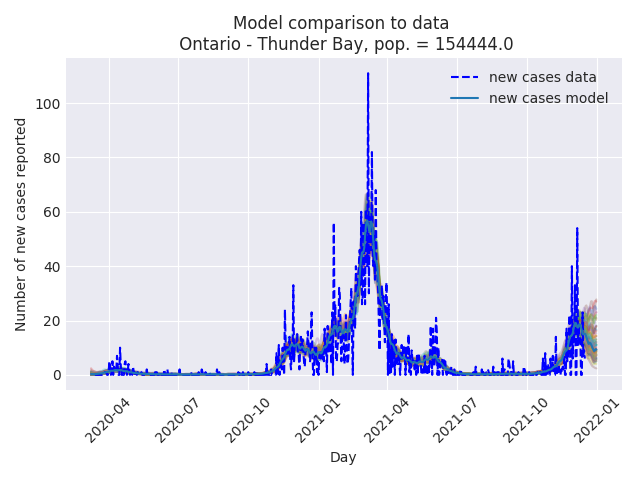 Model comparison to data
Ontario - Thunder Bay, pop. = 154444.0
new cases data
new cases model
Number of new cases reported
100
80
60
40
20
0
2020-04
2020-07
2020-10
2021-01
2021-04
2021-07
2021-10
2022-01
Day